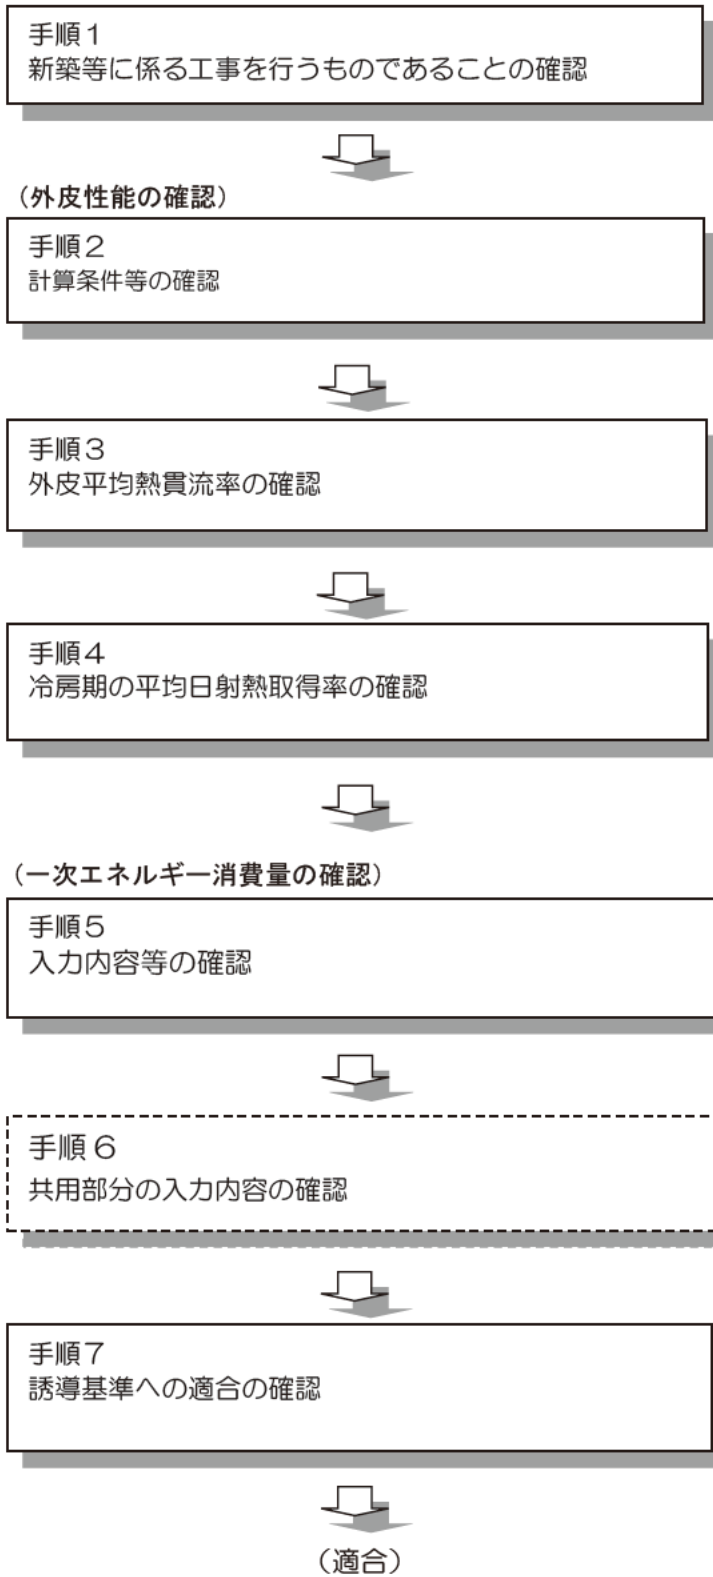 手順1
新築等に係る工事を行うものであることの確認
(外皮性能の確認)
手順2
計算条件等の確認
手順3
外皮平均熱貫流率の確認
手順4
冷房期の平均日射熱取得率の確認
(一次エネルギー消費量の確認)
手順5
入力内容等の確認
手順6
共用部分の入力内容の確認
手順7
誘導基準への適合の確認
(適合)